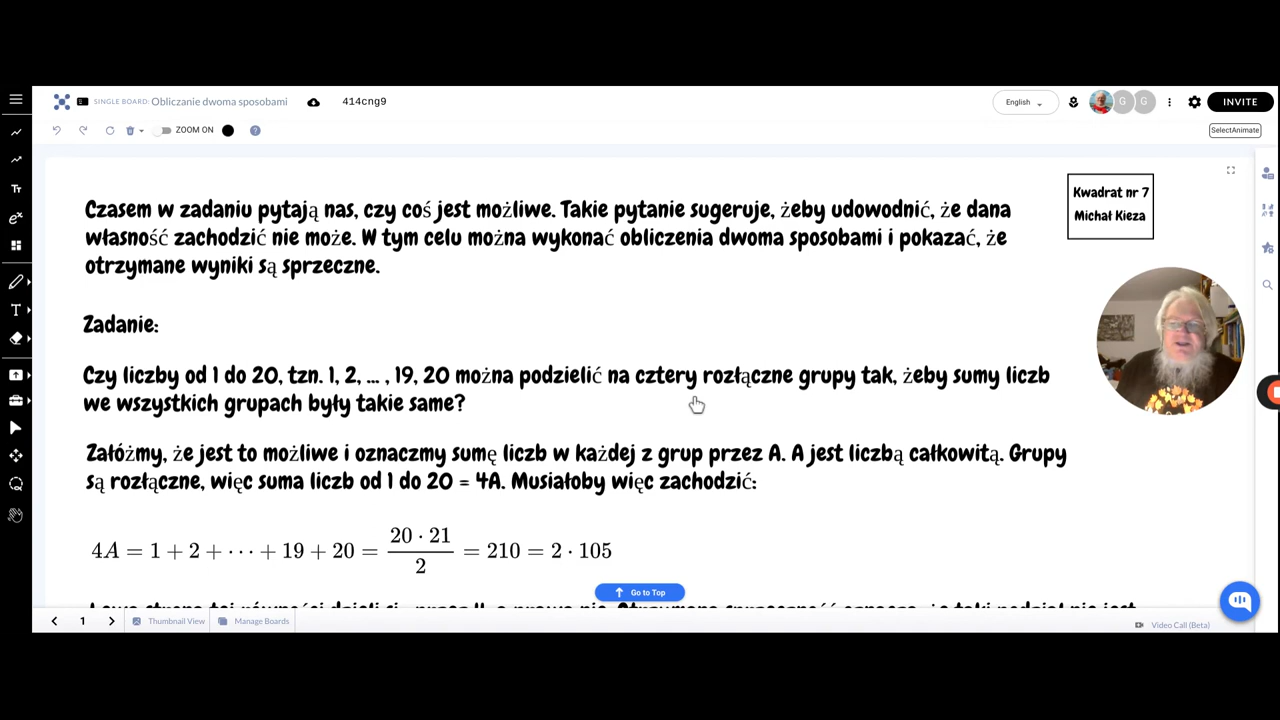 SINGLE BOARD: Obliczanie dwoma sposobami
414cng9
English
G
G
INVITE
ZOOM ON
SelectAnimate
Kwadrat nr 7
Michał Kieza
Czasem w zadaniu pytają nas, czy coś jest możliwe. Takie pytanie sugeruje, żeby udowodnić, że dana
własność zachodzić nie może. W tym celu można wykonać obliczenia dwoma sposobami i pokazać, że
otrzymane wyniki są sprzeczne.
Zadanie:
Czy liczby od 1 do 20, tzn. 1, 2, ... , 19, 20 można podzielić na cztery rozłączne grupy tak, żeby sumy liczb
we wszystkich grupach były takie same?
Załóżmy, że jest to możliwe i oznaczmy sumę liczb w każdej z grup przez A. A jest liczbą całkowitą. Grupy
są rozłączne, więc suma liczb od 1 do 20 = 4A. Musiałoby więc zachodzić:
4A = 1 + 2 + ⋯ + 19 + 20 = \frac{20 · 21}{2} = 210 = 2 · 105
Go to Top
1
Thumbnail View
Manage Boards
Video Call (Beta)